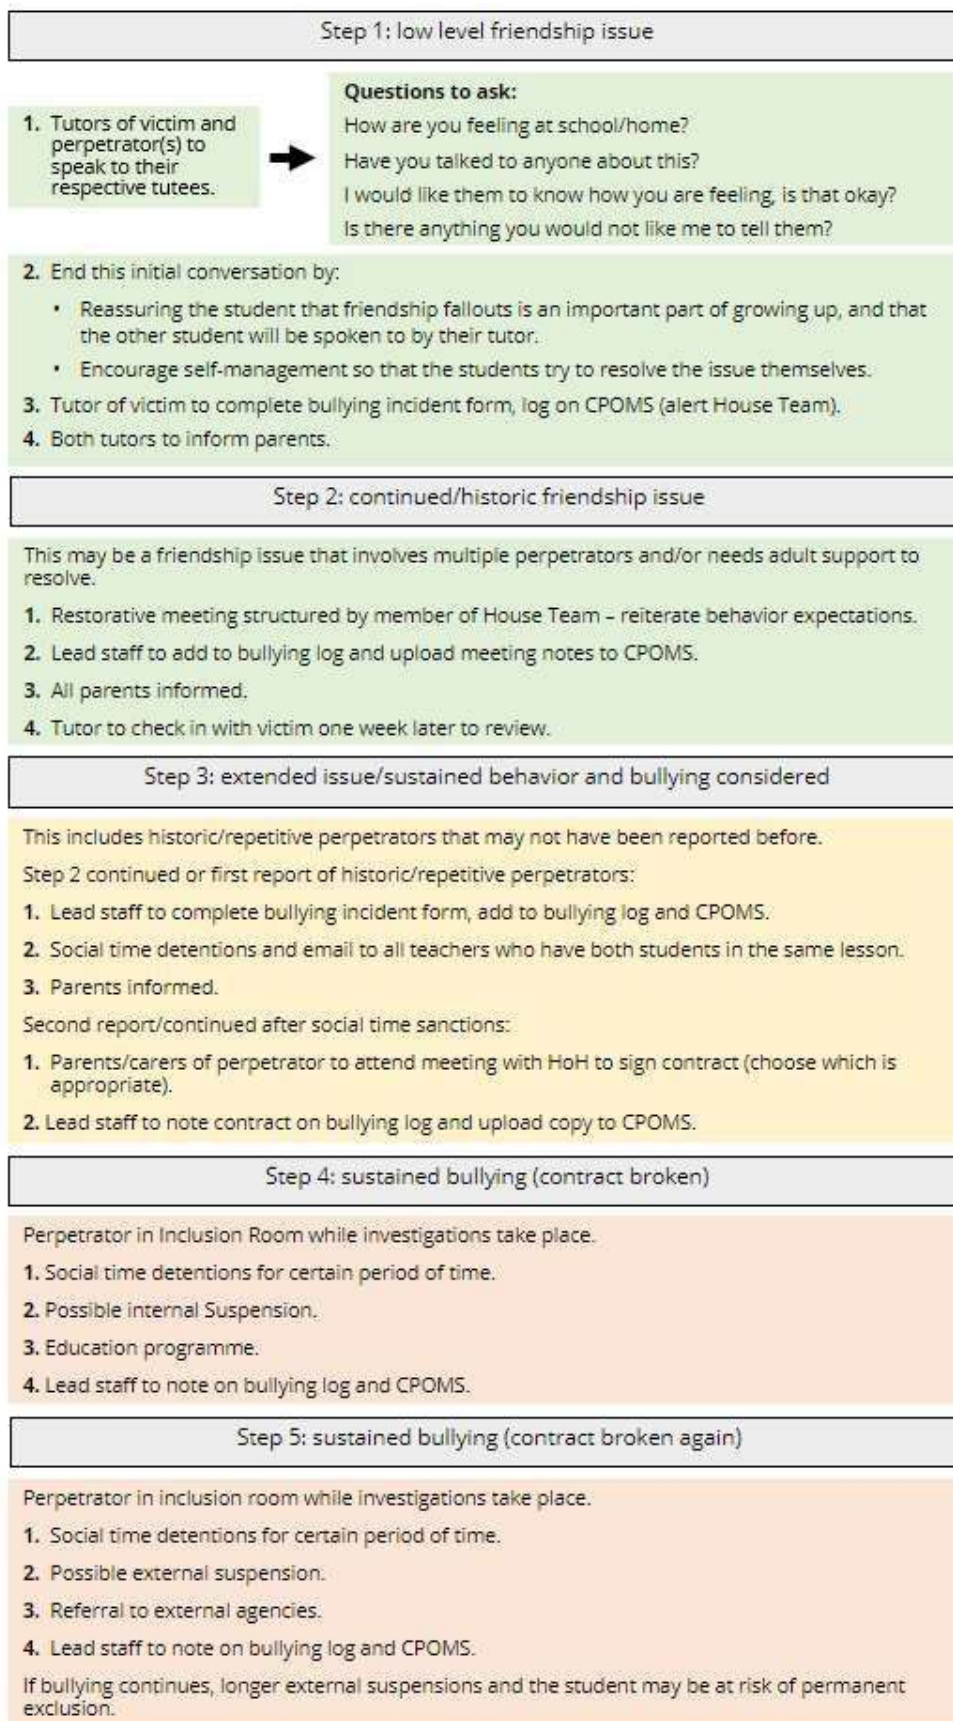 Step 1: low level friendship issue
1. Tutors of victim and
perpetrator(s) to
speak to their
respective tutees.
Questions to ask:
How are you feeling at school/home?
Have you talked to anyone about this?
I would like them to know how you are feeling, is that okay?
Is there anything you would not like me to tell them?
2. End this initial conversation by:
• Reassuring the student that friendship fallouts is an important part of growing up, and that
the other student will be spoken to by their tutor.
• Encourage self-management so that the students try to resolve the issue themselves.
3. Tutor of victim to complete bullying incident form, log on CPOMS (alert House Team).
4. Both tutors to inform parents.
Step 2: continued/historic friendship issue
This may be a friendship issue that involves multiple perpetrators and/or needs adult support to
resolve.
1. Restorative meeting structured by member of House Team – reiterate behavior expectations.
2. Lead staff to add to bullying log and upload meeting notes to CPOMS.
3. All parents informed.
4. Tutor to check in with victim one week later to review.
Step 3: extended issue/sustained behavior and bullying considered
This includes historic/repetitive perpetrators that may not have been reported before.
Step 2 continued or first report of historic/repetitive perpetrators:
1. Lead staff to complete bullying incident form, add to bullying log and CPOMS.
2. Social time detentions and email to all teachers who have both students in the same lesson.
3. Parents informed.
Second report/continued after social time sanctions:
1. Parents/carers of perpetrator to attend meeting with HoH to sign contract (choose which is
appropriate).
2. Lead staff to note contract on bullying log and upload copy to CPOMS.
Step 4: sustained bullying (contract broken)
Perpetrator in Inclusion Room while investigations take place.
1. Social time detentions for certain period of time.
2. Possible internal Suspension.
3. Education programme.
4. Lead staff to note on bullying log and CPOMS.
Step 5: sustained bullying (contract broken again)
Perpetrator in inclusion room while investigations take place.
1. Social time detentions for certain period of time.
2. Possible external suspension.
3. Referral to external agencies.
4. Lead staff to note on bullying log and CPOMS.
If bullying continues, longer external suspensions and the student may be at risk of permanent
exclusion.